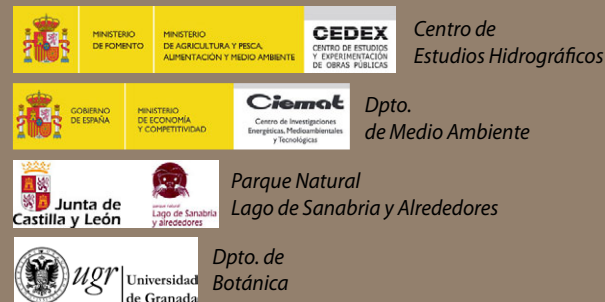 MINISTERIO
DE FOMENTO
MINISTERIO
DE AGRICULTURA Y PESCA,
ALIMENTACIÓN Y MEDIO AMBIENTE
CEDEX
CENTRO DE ESTUDIOS
Y EXPERIMENTACIÓN
DE OBRAS PÚBLICAS
Centro de
Estudios Hidrográficos
GOBIERNO
DE ESPAÑA
MINISTERIO
DE ECONOMÍA
Y COMPETITIVIDAD
Ciemat
Centro de Investigaciones
Energéticas, Medioambientales
y Tecnológicas
Dpto.
de Medio Ambiente
Junta de
Castilla y León
parque natural
Lago de Sanabria
y alrededores
Parque Natural
Lago de Sanabria y Alrededores
ugr
Universidad
de Granada
Dpto. de
Botánica